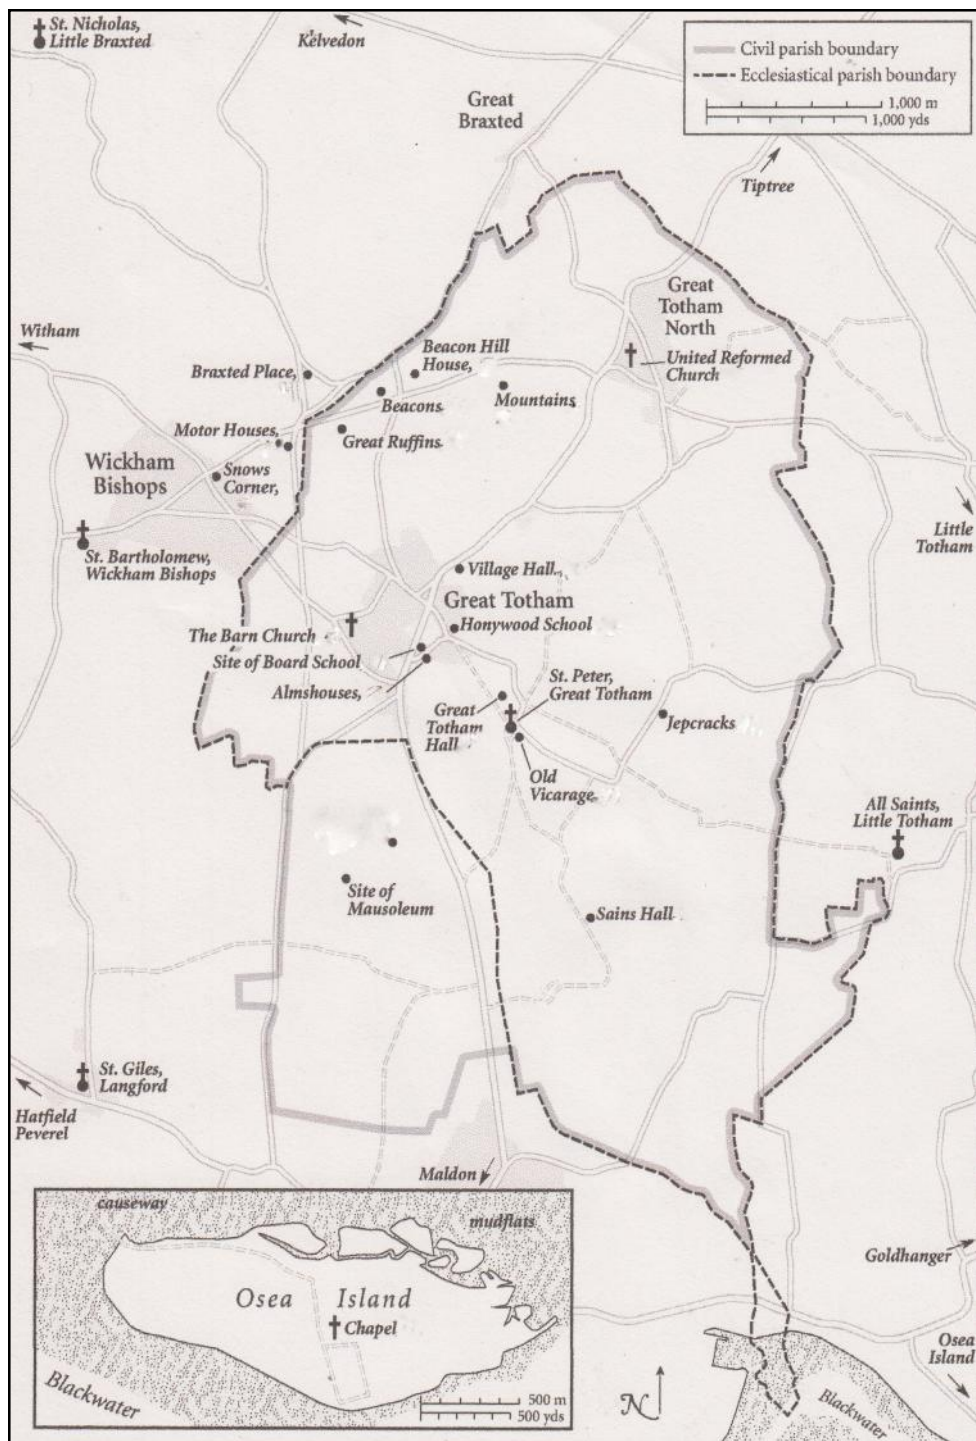 St. Nicholas,
Little Braxted
Kelvedon
Civil parish boundary
Ecclesiastical parish boundary
1,000 m
1,000 yds
Great
Braxted
Tiptree
Great
Totham
North
Witham
Beacon Hill
House,
United Reformed
Church
Braxted Place,
Beacons
Mountains
Motor Houses,
Great Ruffins
Wickham
Bishops
Snows
Corner,
Little
Totham
St. Bartholomew,
Wickham Bishops
Village Hall,
Great Totham
Honywood School
The Barn Church
Site of Board School
Almshouses,
St. Peter,
Great Totham
Great
Totham
Hall
Jepcracks
Old
Vicarage
All Saints,
Little Totham
Site of
Mausoleum
Sains Hall
St. Giles,
Langford
Hatfield
Peverel
Maldon
causeway
mudflats
Goldhanger
Osea Island
Chapel
Osea
Island
Blackwater
500 m
500 yds
N
Blackwater